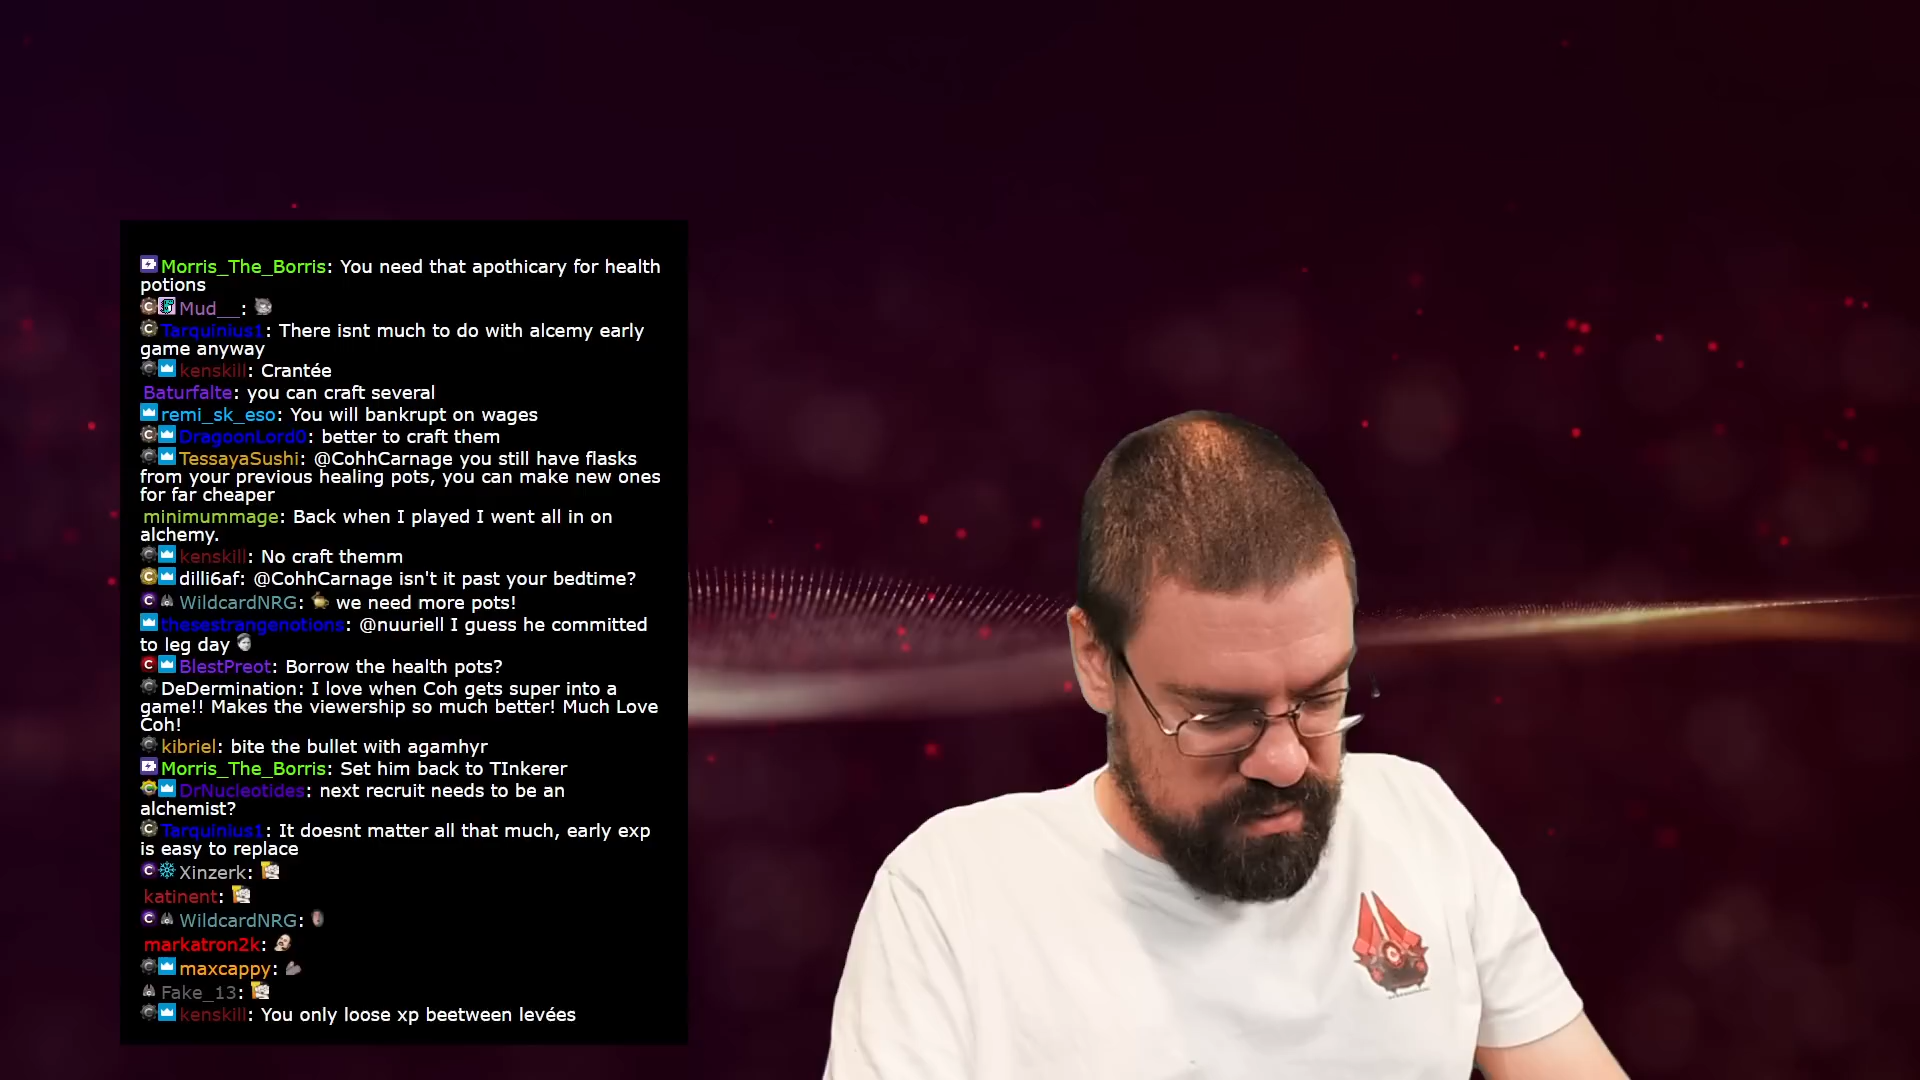 Morris_The_Borris: You need that apothicary for health
potions
Mud__:
Tarquinius1: There isnt much to do with alcemy early
game anyway
kenskill: Crantée
Baturfalte: you can craft several
remi_sk_eso: You will bankrupt on wages
DragoonLord0: better to craft them
TessayaSushi: @CohhCarnage you still have flasks
from your previous healing pots, you can make new ones
for far cheaper
minimummage: Back when I played I went all in on
alchemy.
kenskill: No craft themm
dilli6af: @CohhCarnage isn't it past your bedtime?
WildcardNRG: we need more pots!
thesestrangenotions: @nuuriell I guess he committed
to leg day
BlestPreot: Borrow the health pots?
DeDermination: I love when Coh gets super into a
game!! Makes the viewership so much better! Much Love
Coh!
kibriel: bite the bullet with agamhyr
Morris_The_Borris: Set him back to TInkerer
DrNucleotides: next recruit needs to be an
alchemist?
Tarquinius1: It doesnt matter all that much, early exp
is easy to replace
Xinzerk:
katinent:
WildcardNRG:
markatron2k:
maxcappy:
Fake_13:
kenskill: You only loose xp beetween levées